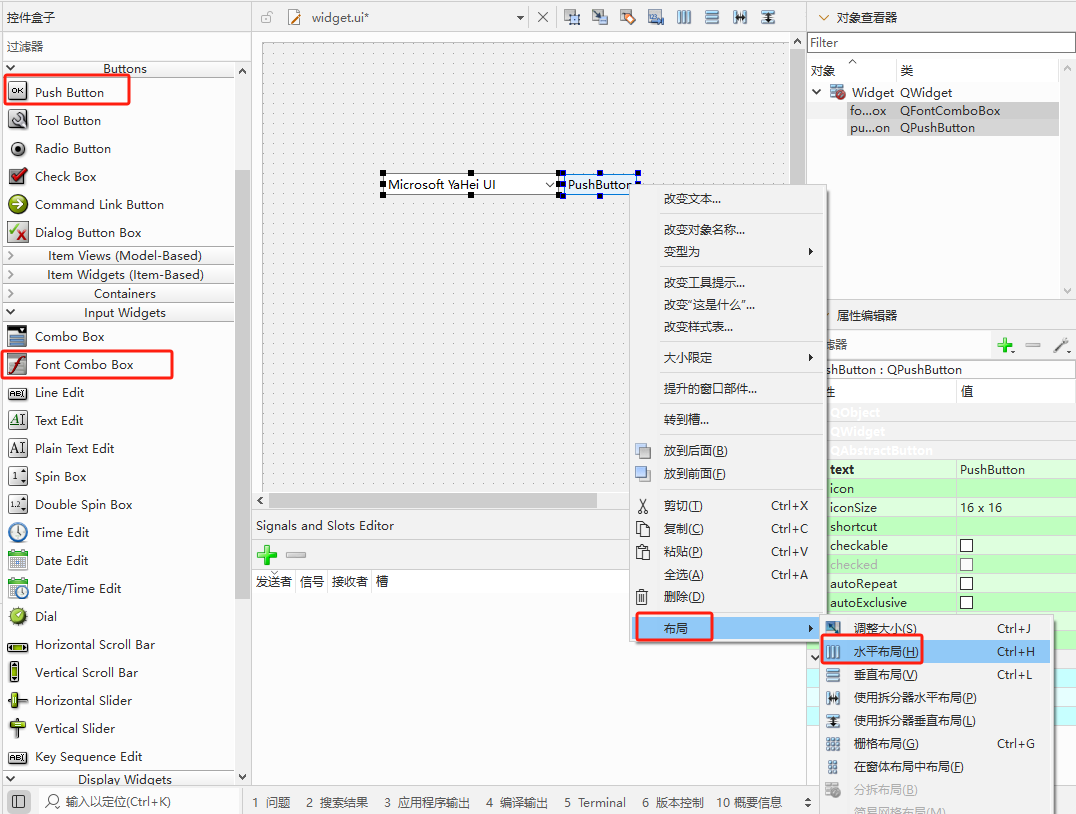 控件盒子
过滤器
Buttons
OK Push Button
Tool Button
Radio Button
Check Box
Command Link Button
Dialog Button Box
Item Views (Model-Based)
Item Widgets (Item-Based)
Containers
Input Widgets
Combo Box
Font Combo Box
Line Edit
Text Edit
Plain Text Edit
Spin Box
Double Spin Box
Time Edit
Date Edit
Date/Time Edit
Dial
Horizontal Scroll Bar
Vertical Scroll Bar
Horizontal Slider
Vertical Slider
Key Sequence Edit
Display Widgets
widget.ui*
Microsoft YaHei UI
PushButton
Signals and Slots Editor
发送者 信号 接收者 槽
改变文本...
改变对象名称...
变型为
改变工具提示...
改变“这是什么”...
改变样式表...
大小限定
提升的窗口部件...
转到槽...
放到后面(B)
放到前面(F)
剪切(T) Ctrl+X
复制(C) Ctrl+C
粘贴(P) Ctrl+V
全选(A) Ctrl+A
删除(D)
布局
调整大小(S) Ctrl+J
水平布局(H) Ctrl+H
垂直布局(V) Ctrl+L
使用拆分器水平布局(P)
使用拆分器垂直布局(L)
栅格布局(G) Ctrl+G
在窗体布局中布局(F)
分拆布局(B)
简易网格布局(M)
对象查看器
Filter
对象 类
Widget QWidget
fo...ox QFontComboBox
pu...on QPushButton
属性编辑器
滤器
shButton : QPushButton
性 值
QObject
QWidget
QAbstractButton
text PushButton
icon
iconSize 16 x 16
shortcut
checkable
checked
autoRepeat
autoExclusive
输入以定位(Ctrl+K)
1 问题 2 搜索结果 3 应用程序输出 4 编译输出 5 Terminal 6 版本控制 10 概要信息